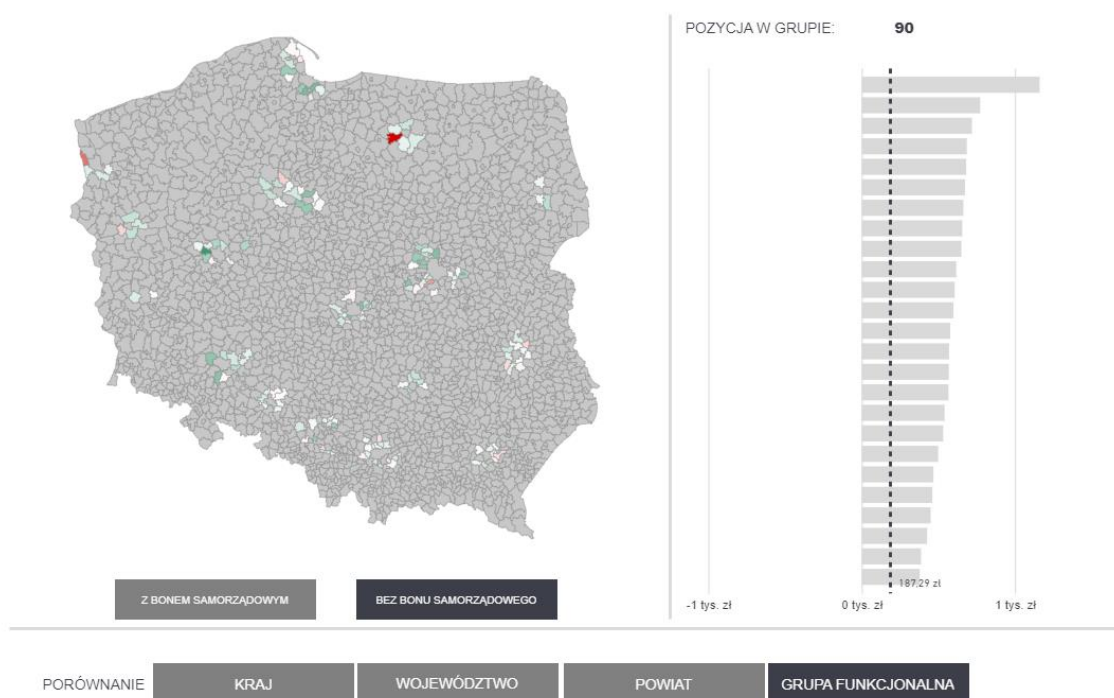 POZYCJA W GRUPIE: 90
187.29 zł
-1 tys. zł 0 tys. zł 1 tys. zł
Z BONEM SAMORZĄDOWYM BEZ BONU SAMORZĄDOWEGO
PORÓWNANIE KRAJ WOJEWÓDZTWO POWIAT GRUPA FUNKCJONALNA